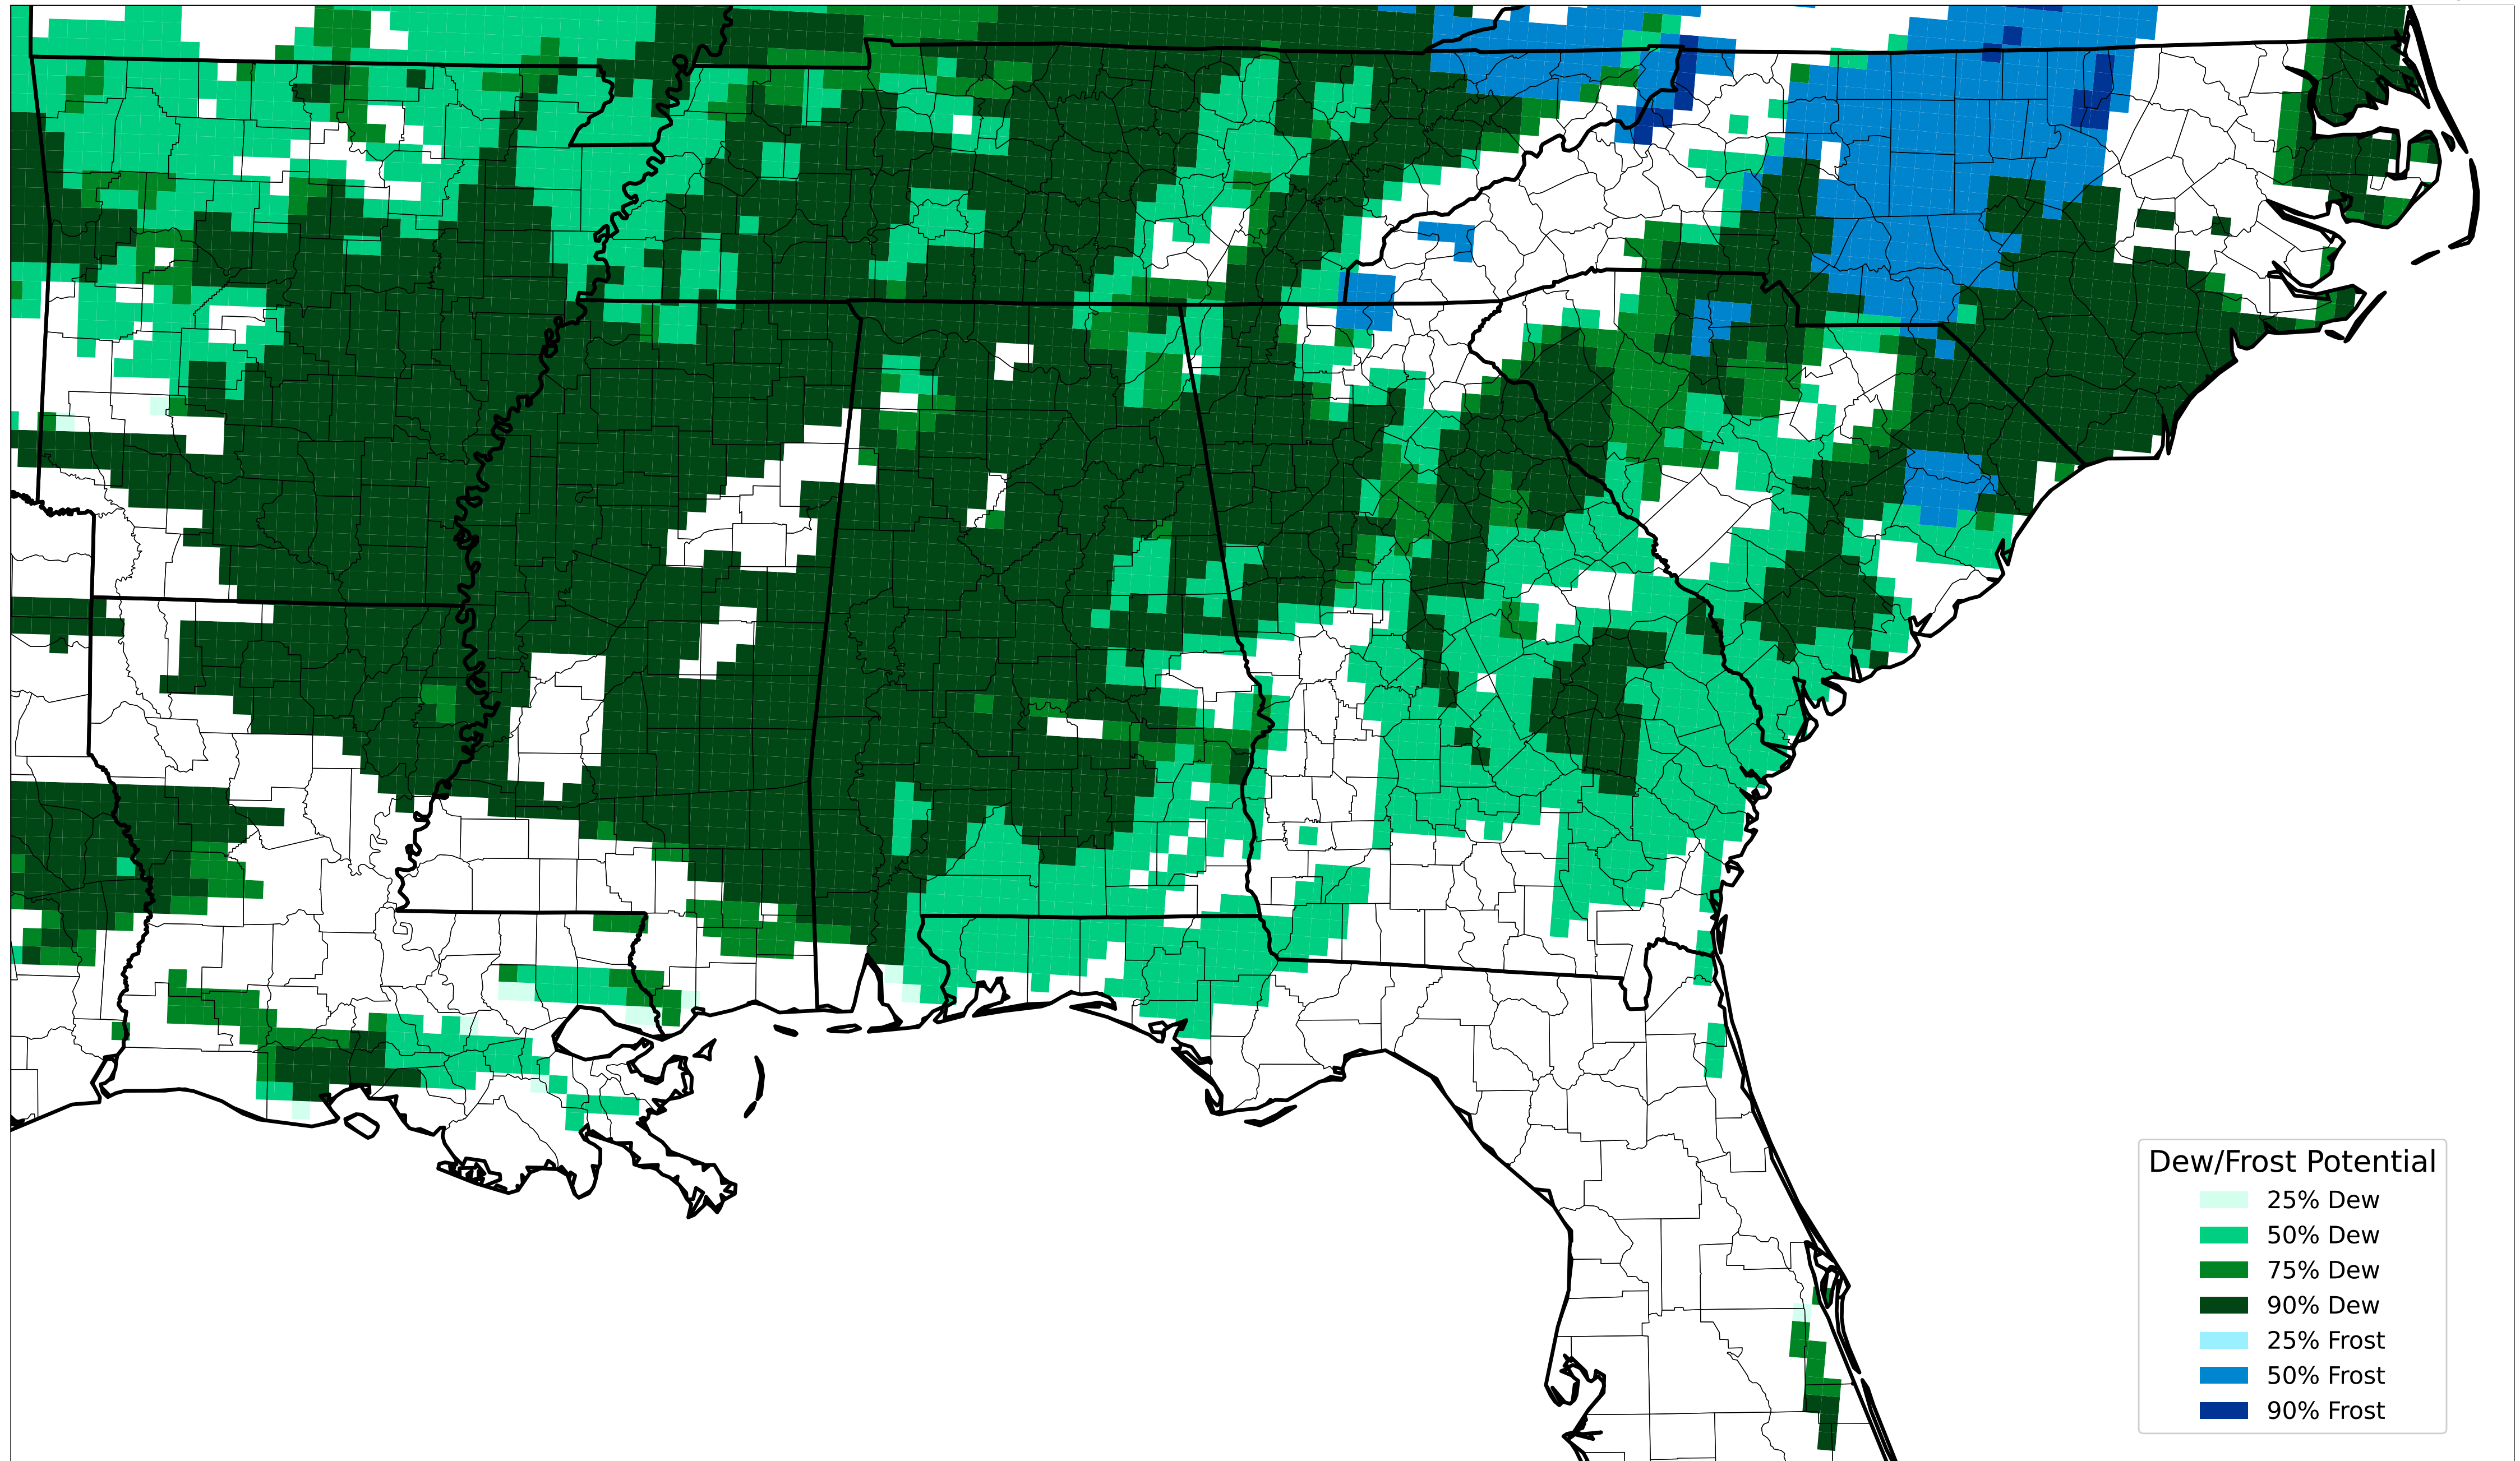 Dew/Frost Potential
25% Dew
50% Dew
75% Dew
90% Dew
25% Frost
50% Frost
90% Frost